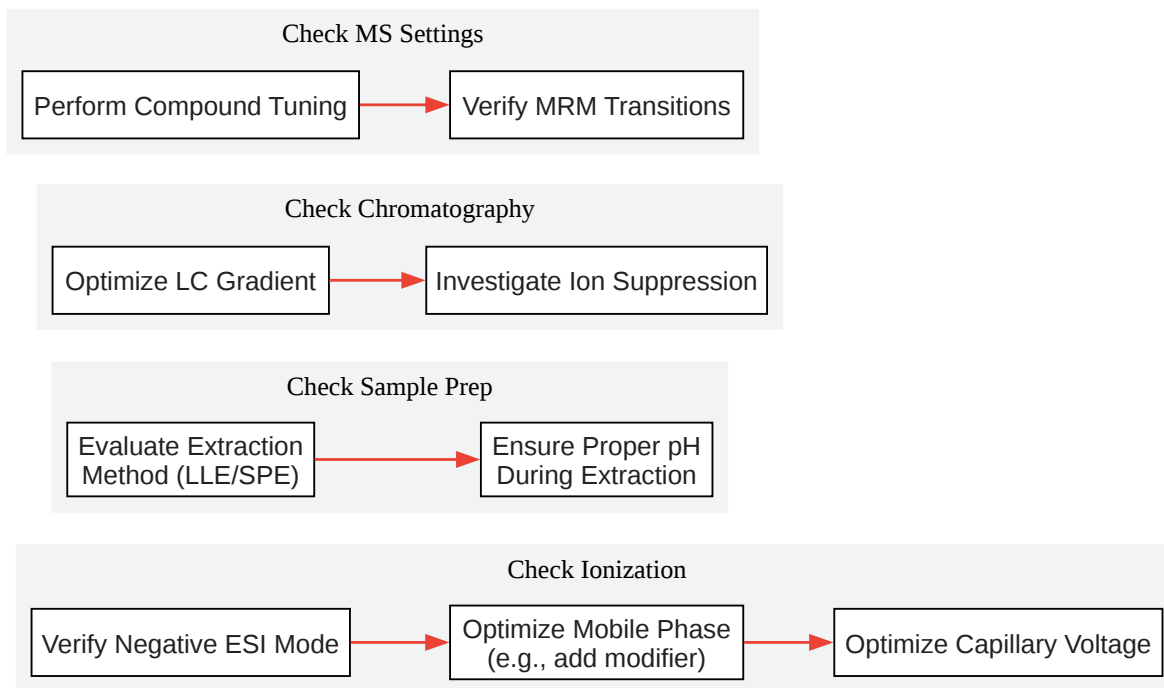 Check MS Settings
Perform Compound Tuning
Verify MRM Transitions
Check Chromatography
Optimize LC Gradient
Investigate Ion Suppression
Check Sample Prep
Evaluate Extraction
Method (LLE/SPE)
Ensure Proper pH
During Extraction
Check Ionization
Verify Negative ESI Mode
Optimize Mobile Phase
(e.g., add modifier)
Optimize Capillary Voltage